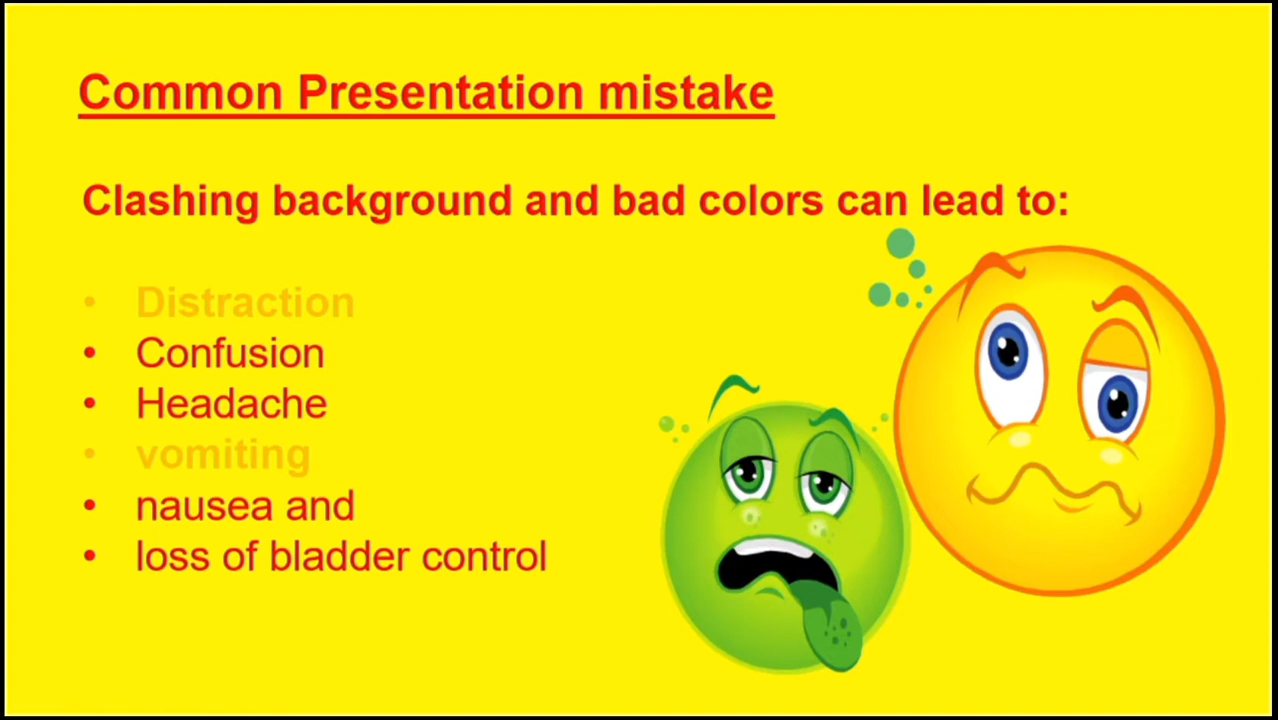 Common Presentation mistake
Clashing background and bad colors can lead to:
• Distraction
• Confusion
• Headache
• vomiting
• nausea and
• loss of bladder control